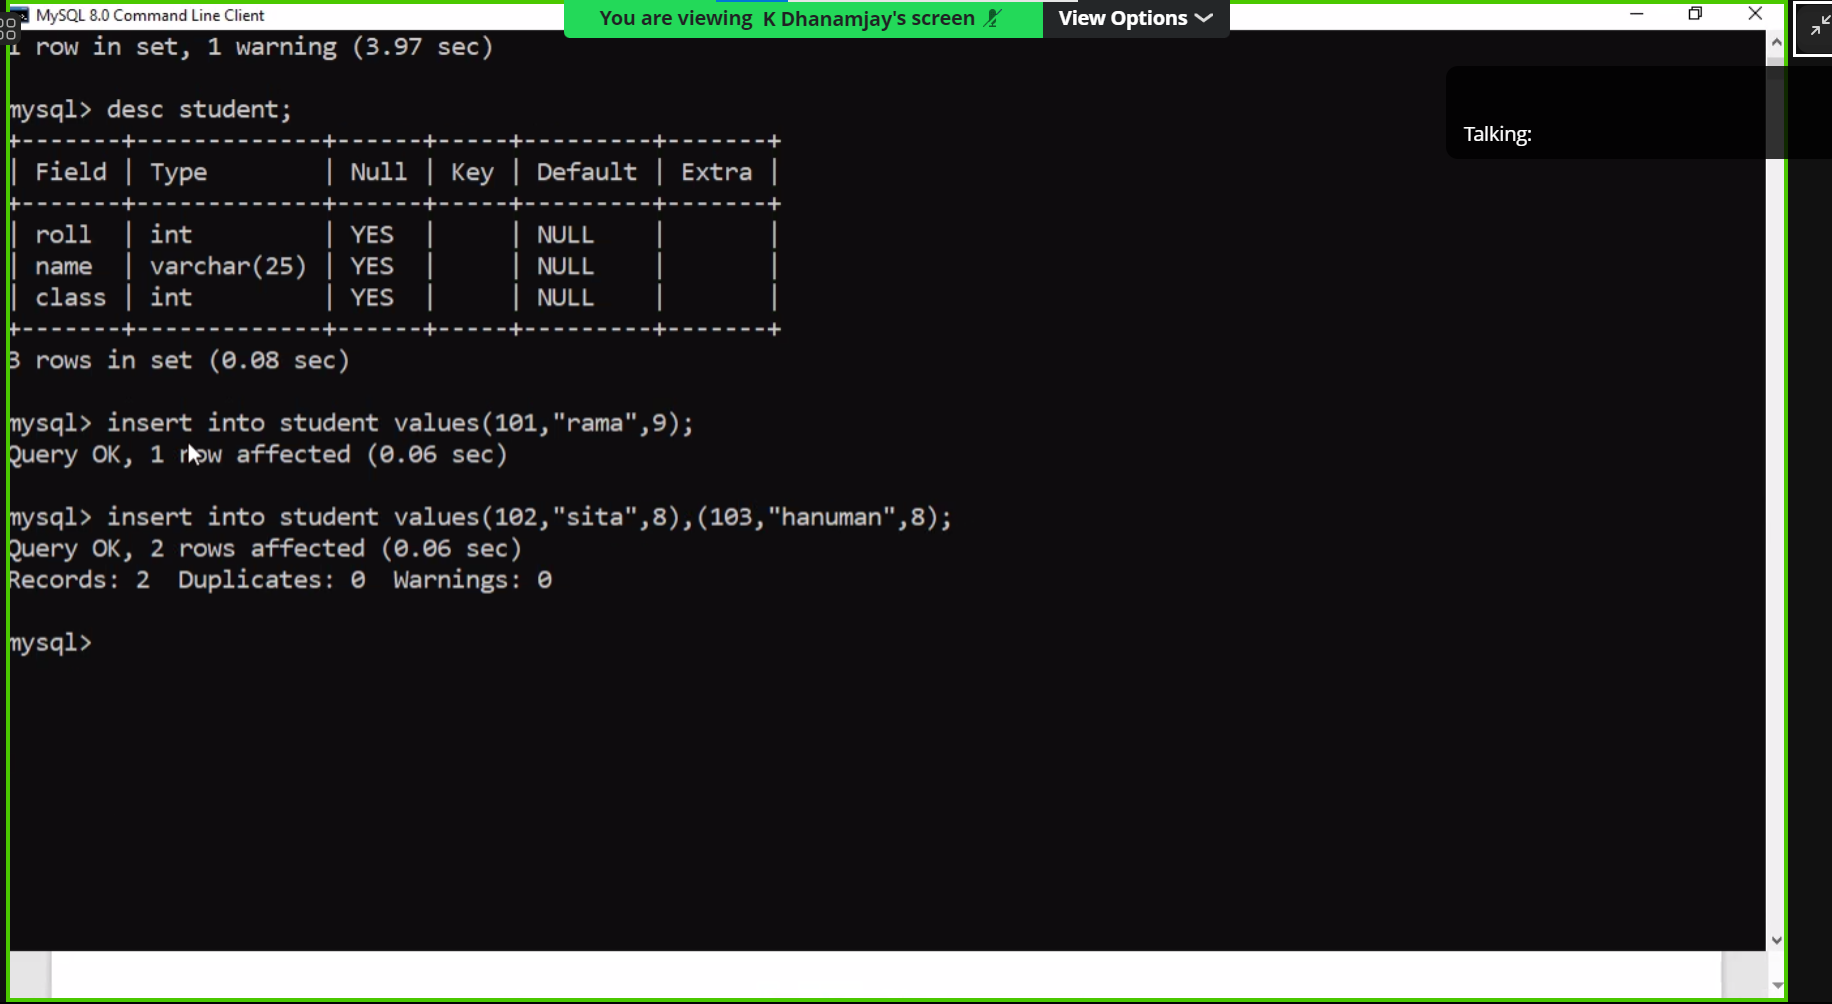 MySQL 8.0 Command Line Client
You are viewing K Dhanamjay's screen
View Options
1 row in set, 1 warning (3.97 sec)
Talking:
mysql> desc student;
+-------+-------------+------+-----+---------+-------+
| Field | Type        | Null | Key | Default | Extra |
+-------+-------------+------+-----+---------+-------+
| roll  | int         | YES  |     | NULL    |       |
| name  | varchar(25) | YES  |     | NULL    |       |
| class | int         | YES  |     | NULL    |       |
+-------+-------------+------+-----+---------+-------+
3 rows in set (0.08 sec)
mysql> insert into student values(101,"rama",9);
Query OK, 1 row affected (0.06 sec)
mysql> insert into student values(102,"sita",8),(103,"hanuman",8);
Query OK, 2 rows affected (0.06 sec)
Records: 2  Duplicates: 0  Warnings: 0
mysql>